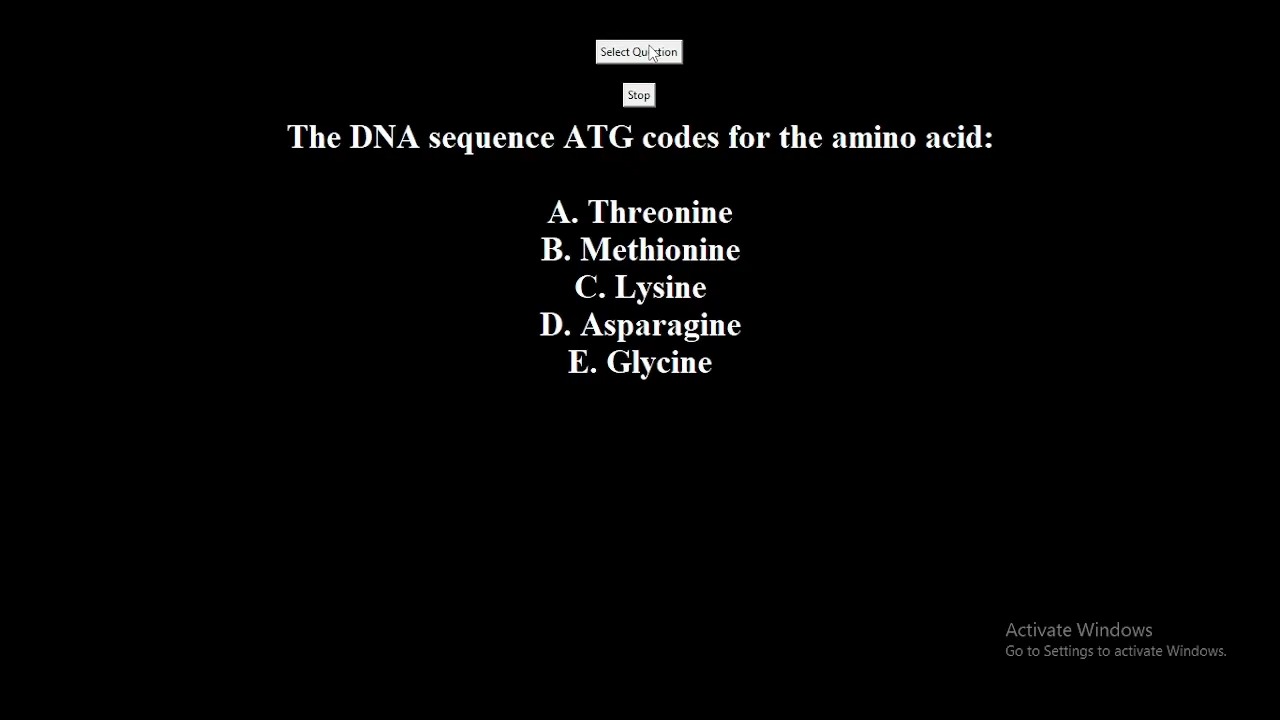 Select Question
Stop
The DNA sequence ATG codes for the amino acid:
A. Threonine
B. Methionine
C. Lysine
D. Asparagine
E. Glycine
Activate Windows
Go to Settings to activate Windows.